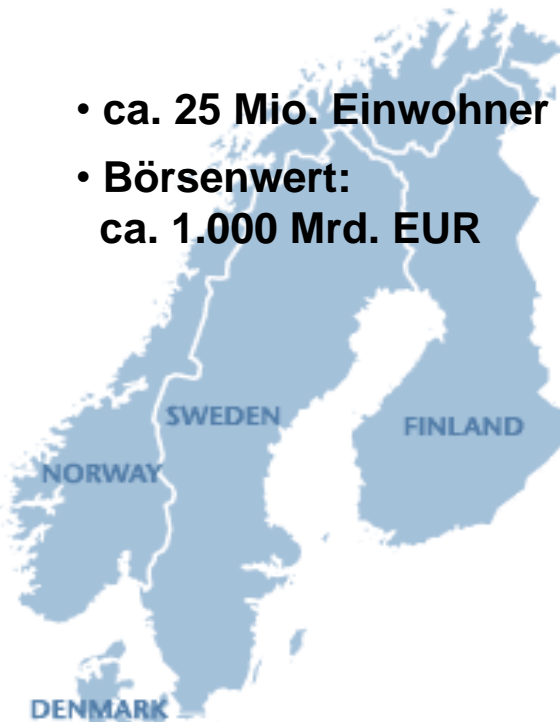 • ca. 25 Mio. Einwohner
• Börsenwert:
ca. 1.000 Mrd. EUR
SWEDEN
FINLAND
NORWAY
DENMARK